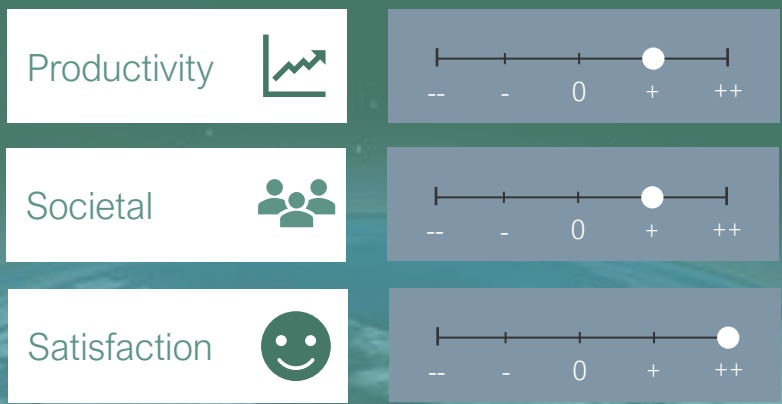 Productivity
-- - 0 + ++
Societal
-- - 0 + ++
Satisfaction
-- - 0 + ++